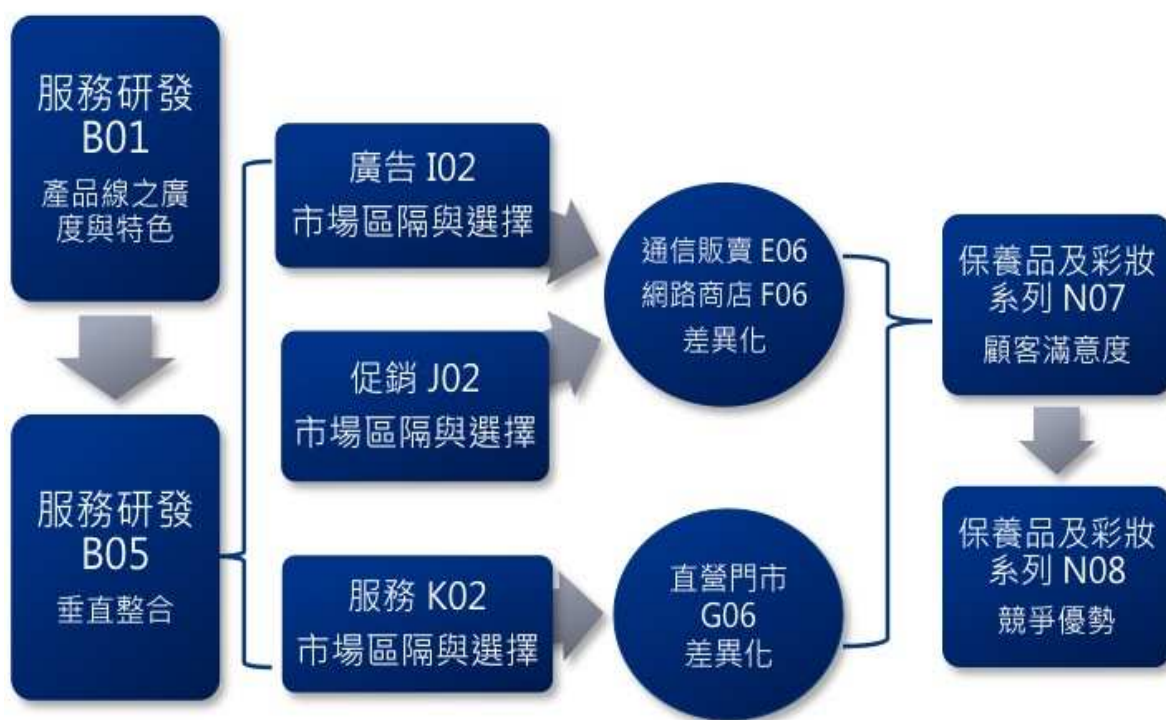 服務研發
B01
產品線之廣
度與特色
服務研發
B05
垂直整合
廣告 I02
市場區隔與選擇
促銷 J02
市場區隔與選擇
服務 K02
市場區隔與選擇
通信販賣 E06
網路商店 F06
差異化
直營門市
G06
差異化
保養品及彩妝
系列 N07
顧客滿意度
保養品及彩妝
系列 N08
競爭優勢